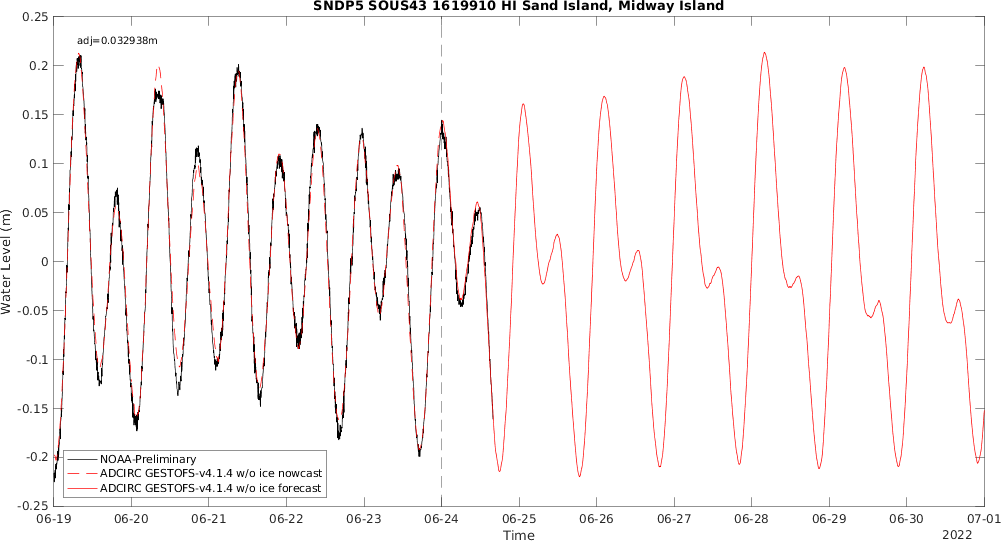 SNDP5 SOUS43 1619910 HI Sand Island, Midway Island
adj=0.032938m
0.25
0.2
0.15
0.1
0.05
0
-0.05
-0.1
-0.15
-0.2
-0.25
Water Level (m)
NOAA-Preliminary
ADCIRC GESTOFS-v4.1.4 w/o ice nowcast
ADCIRC GESTOFS-v4.1.4 w/o ice forecast
06-19 06-20 06-21 06-22 06-23 06-24 06-25 06-26 06-27 06-28 06-29 06-30 07-01
Time
2022